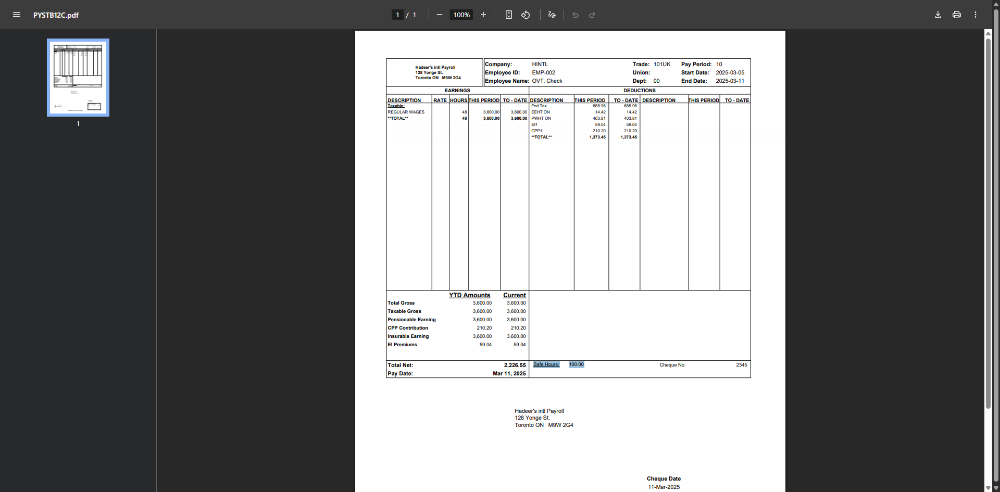 PYSTB12C.pdf
1 / 1
100%
1
Hadeer's intl Payroll
128 Yonge St.
Toronto ON M9W 2G4
Company: HINTL Trade: 101UK Pay Period: 10
Employee ID: EMP-002 Union: Start Date: 2025-03-05
Employee Name: OVT, Check Dept: 00 End Date: 2025-03-11
EARNINGS DEDUCTIONS
DESCRIPTION RATE HOURS THIS PERIOD TO - DATE DESCRIPTION THIS PERIOD TO - DATE DESCRIPTION THIS PERIOD TO - DATE
Taxable: Fed Tax 685.98 685.98
REGULAR WAGES 48 3,600.00 3,600.00 EEHT ON 14.42 14.42
**TOTAL** 48 3,600.00 3,600.00 PWHT ON 403.81 403.81
EI1 59.04 59.04
CPP1 210.20 210.20
**TOTAL** 1,373.45 1,373.45
YTD Amounts Current
Total Gross 3,600.00 3,600.00
Taxable Gross 3,600.00 3,600.00
Pensionable Earning 3,600.00 3,600.00
CPP Contribution 210.20 210.20
Insurable Earning 3,600.00 3,600.00
EI Premiums 59.04 59.04
Total Net: 2,226.55 Safe Hours: 100.00 Cheque No: 2345
Pay Date: Mar 11, 2025
Hadeer's intl Payroll
128 Yonge St.
Toronto ON M9W 2G4
Cheque Date
11-Mar-2025